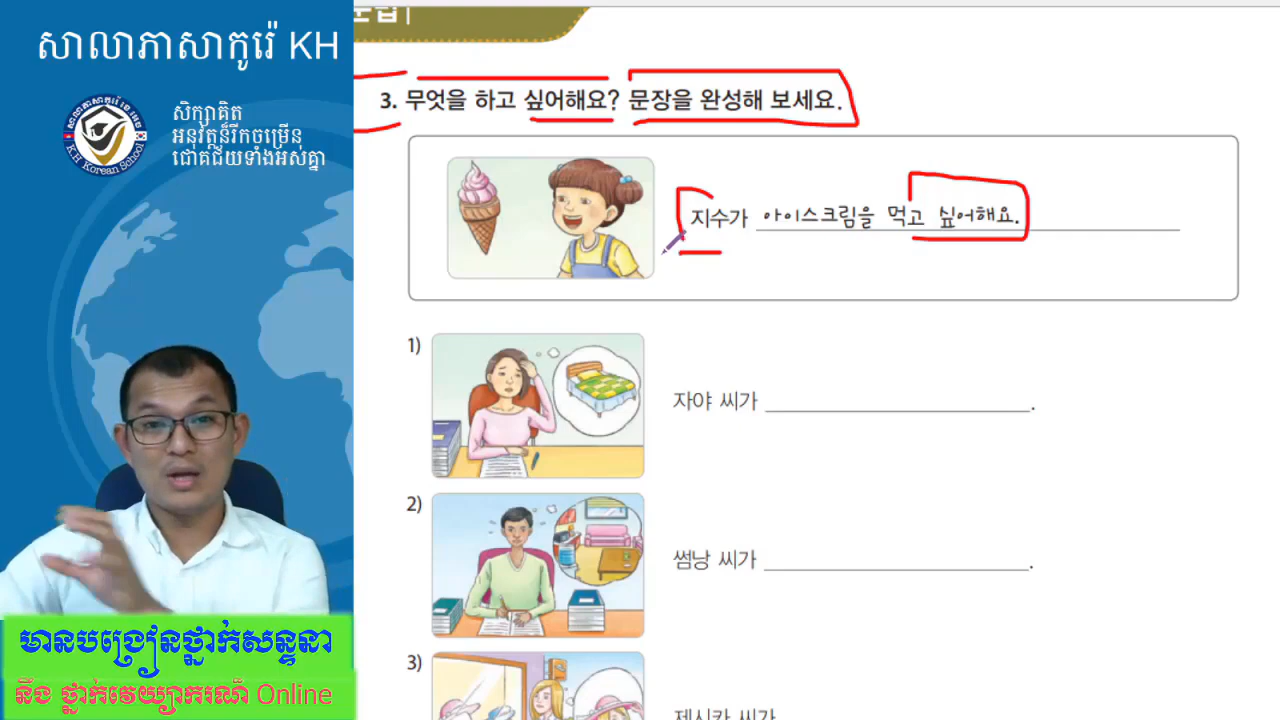 សាលាភាសាកូរ៉េ KH
សិក្សាគិត
អនុវត្តន៍រីកចម្រើន
ជោគជ័យទាំងអស់គ្នា
KH Korean School
មានបង្រៀនថ្នាក់សន្ទនា
និង ថ្នាក់វេយ្យាករណ៍ Online
3. 무엇을 하고 싶어해요? 문장을 완성해 보세요.
지수가 아이스크림을 먹고 싶어해요.
1)
자야 씨가 .
2)
썸낭 씨가 .
3)
제시카 씨가